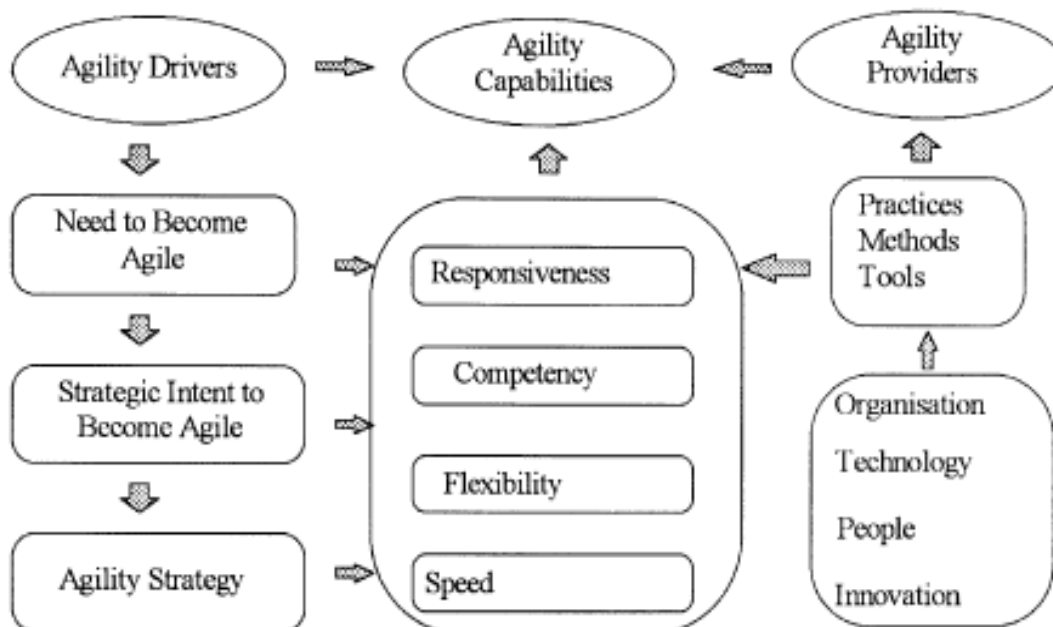 Agility Drivers
Agility
Capabilities
Agility
Providers
Need to Become
Agile
Strategic Intent to
Become Agile
Agility Strategy
Responsiveness
Competency
Flexibility
Speed
Practices
Methods
Tools
Organisation
Technology
People
Innovation